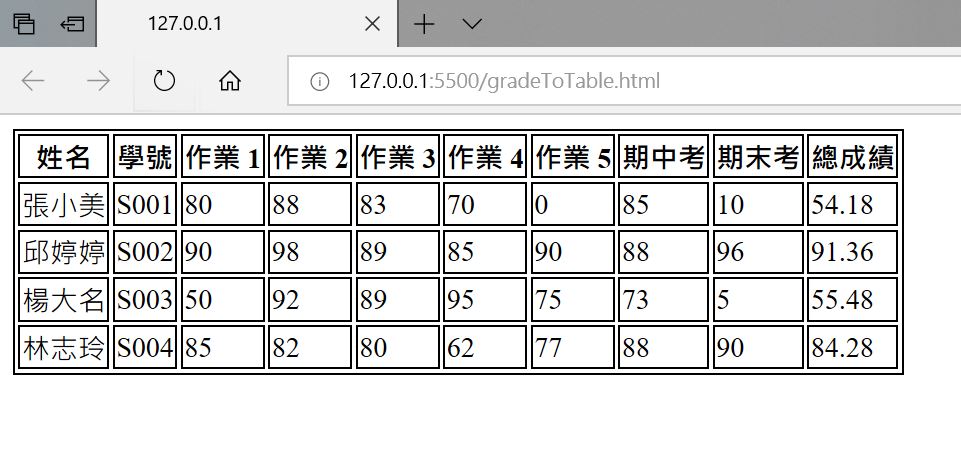 127.0.0.1
127.0.0.1:5500/gradeToTable.html
姓名 學號 作業 1 作業 2 作業 3 作業 4 作業 5 期中考 期末考 總成績
張小美 S001 80 88 83 70 0 85 10 54.18
邱婷婷 S002 90 98 89 85 90 88 96 91.36
楊大名 S003 50 92 89 95 75 73 5 55.48
林志玲 S004 85 82 80 62 77 88 90 84.28